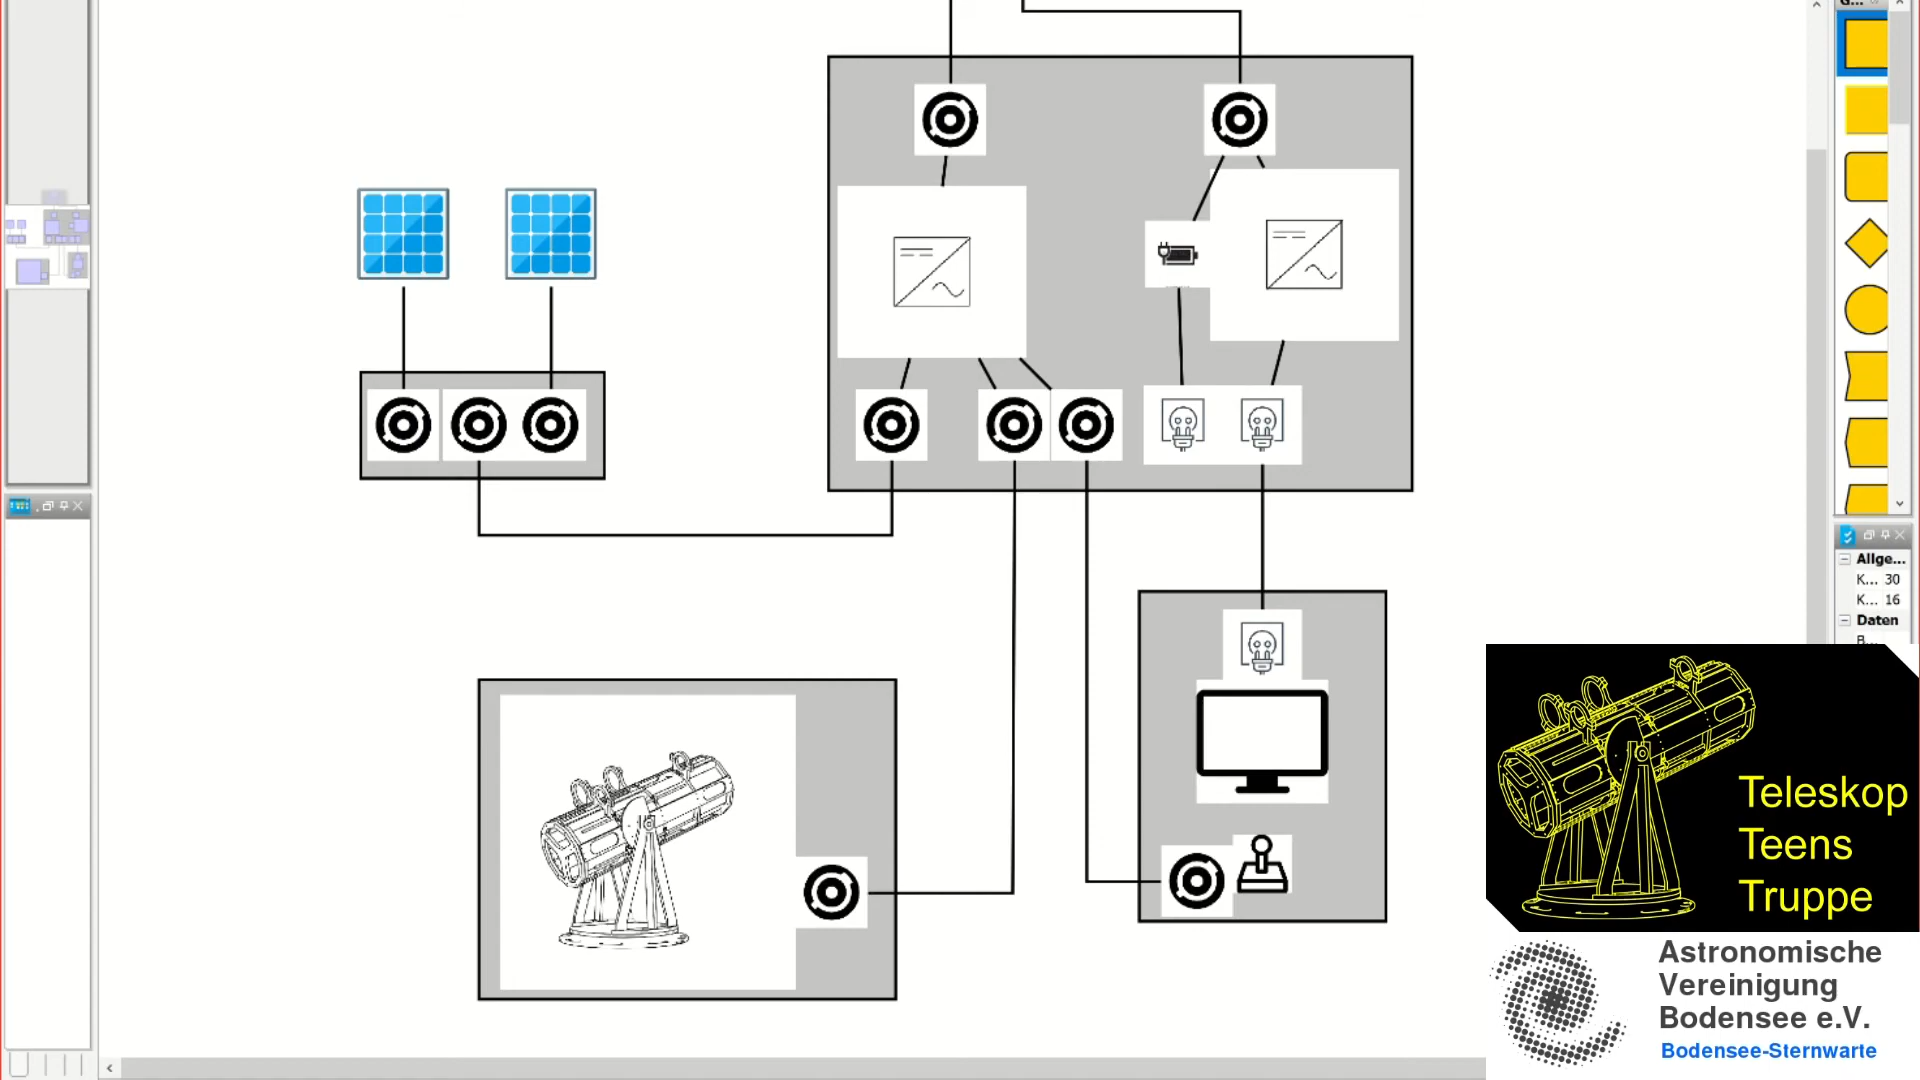 G...
Allge...
K... 30
K... 16
Daten
B...
Teleskop
Teens
Truppe
Astronomische
Vereinigung
Bodensee e.V.
Bodensee-Sternwarte